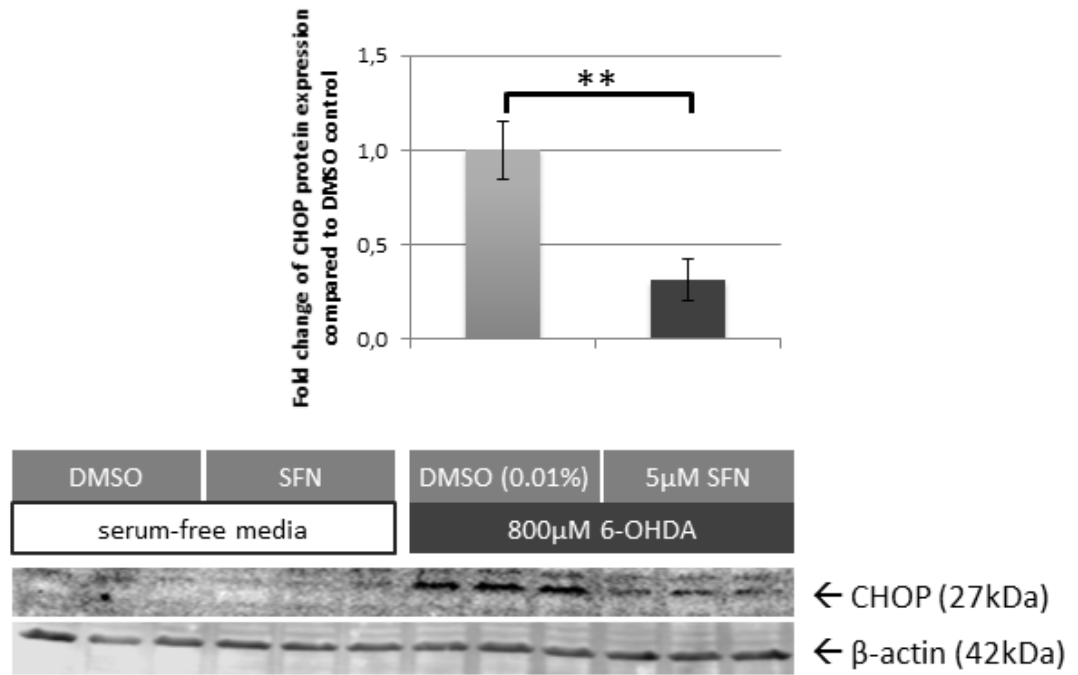 Fold change of CHOP protein expression
compared to DMSO control
1,5
1,0
0,5
0,0
**
DMSO
SFN
DMSO (0.01%)
5µM SFN
serum-free media
800µM 6-OHDA
← CHOP (27kDa)
← β-actin (42kDa)